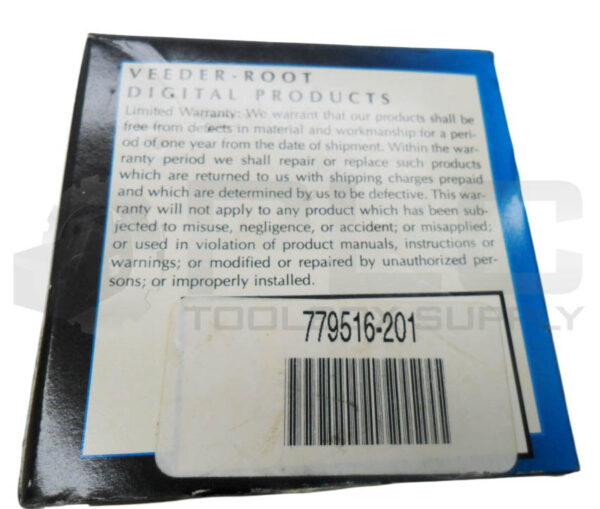 VEEDER-ROOT
DIGITAL PRODUCTS
Limited Warranty: We warrant that our products shall be
free from defects in material and workmanship for a peri-
od of one year from the date of shipment. Within the war-
ranty period we shall repair or replace such products
which are returned to us with shipping charges prepaid
and which are determined by us to be defective. This war-
ranty will not apply to any product which has been sub-
jected to misuse, negligence, or accident; or misapplied;
or used in violation of product manuals, instructions or
warnings; or modified or repaired by unauthorized per-
sons; or improperly installed.
TOOL SUPPLY
779516-201